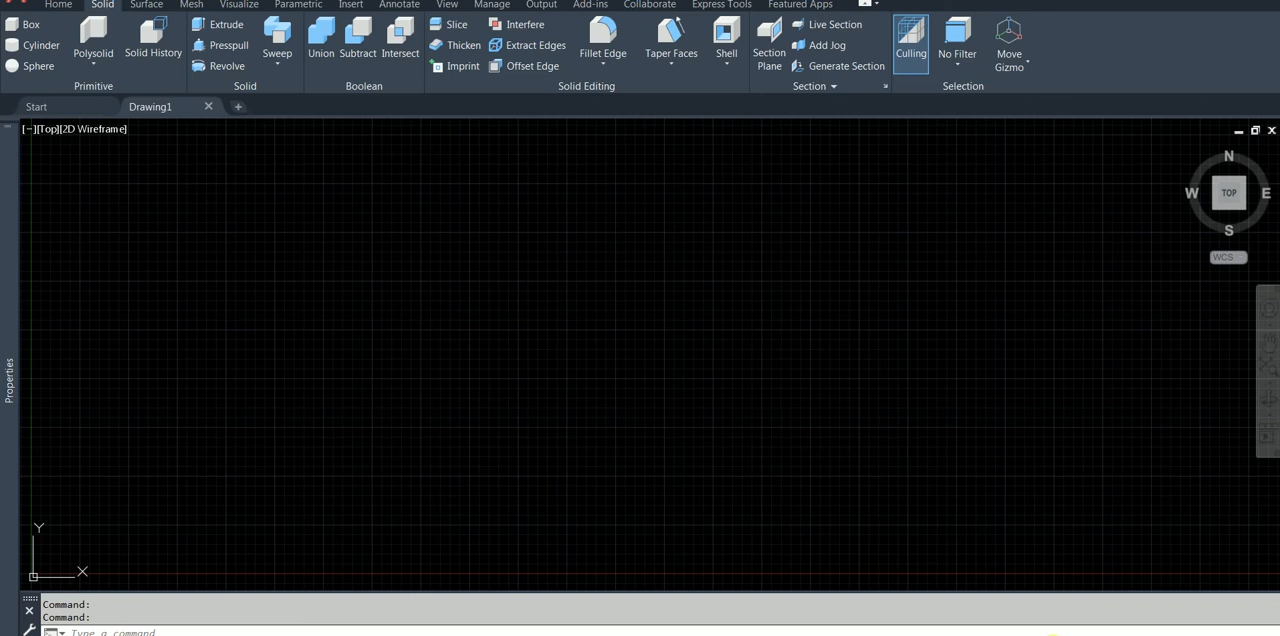 Home Solid Surface Mesh Visualize Parametric Insert Annotate View Manage Output Add-ins Collaborate Express Tools Featured Apps
Box Extrude Slice Interfere Live Section
Cylinder Polysolid Solid History Presspull Sweep Union Subtract Intersect Thicken Extract Edges Fillet Edge Taper Faces Shell Section Plane Add Jog Culling No Filter Move Gizmo
Sphere Revolve Imprint Offset Edge Generate Section
Primitive Solid Boolean Solid Editing Section Selection
Start Drawing1
[−][Top][2D Wireframe]
N
W TOP E
S
WCS
Properties
Y
X
Command:
Command:
Type a command